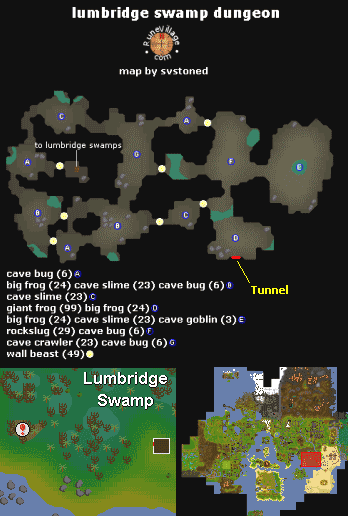 lumbridge swamp dungeon
RuneVillage
.com
map by svstoned
C
A
to lumbridge swamps
A
G
F
E
B
B
C
A
D
Tunnel
cave bug (6) A
big frog (24) cave slime (23) cave bug (6) B
cave slime (23) C
giant frog (99) big frog (24) D
big frog (24) cave slime (23) cave goblin (3) E
rockslug (29) cave bug (6) F
cave crawler (23) cave bug (6) G
wall beast (49)
Lumbridge
Swamp